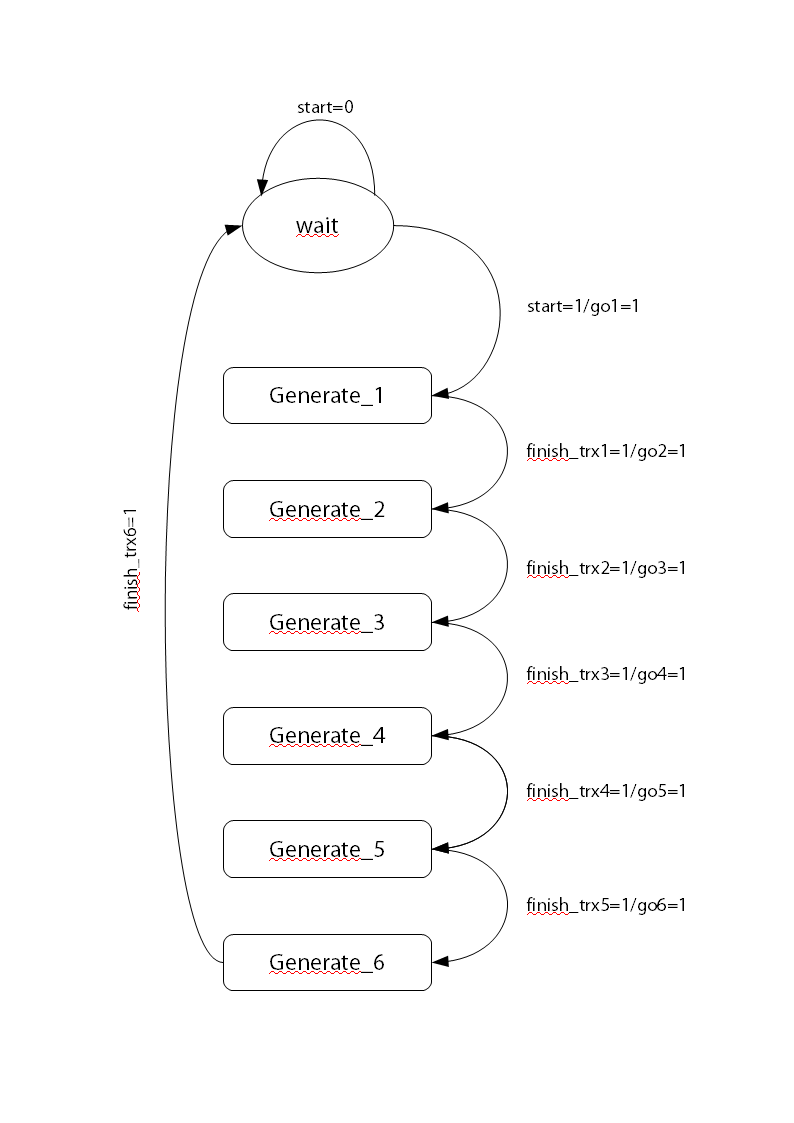 start=0
wait
start=1/go1=1
Generate_1
finish_trx1=1/go2=1
Generate_2
finish_trx6=1
finish_trx2=1/go3=1
Generate_3
finish_trx3=1/go4=1
Generate_4
finish_trx4=1/go5=1
Generate_5
finish_trx5=1/go6=1
Generate_6